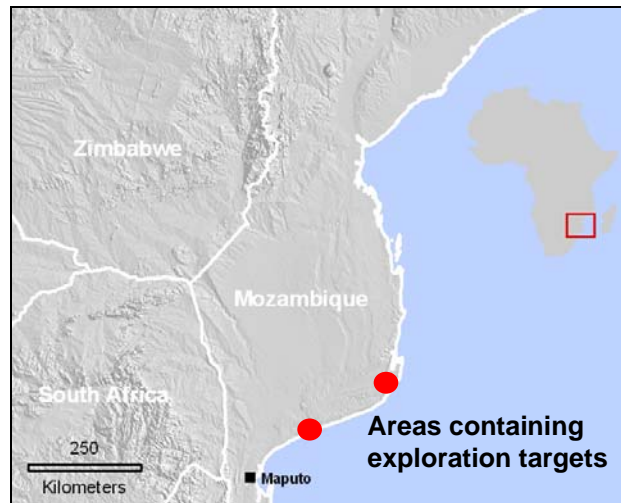 Zimbabwe
Mozambique
South Africa
Areas containing
exploration targets
250
Kilometers
Maputo